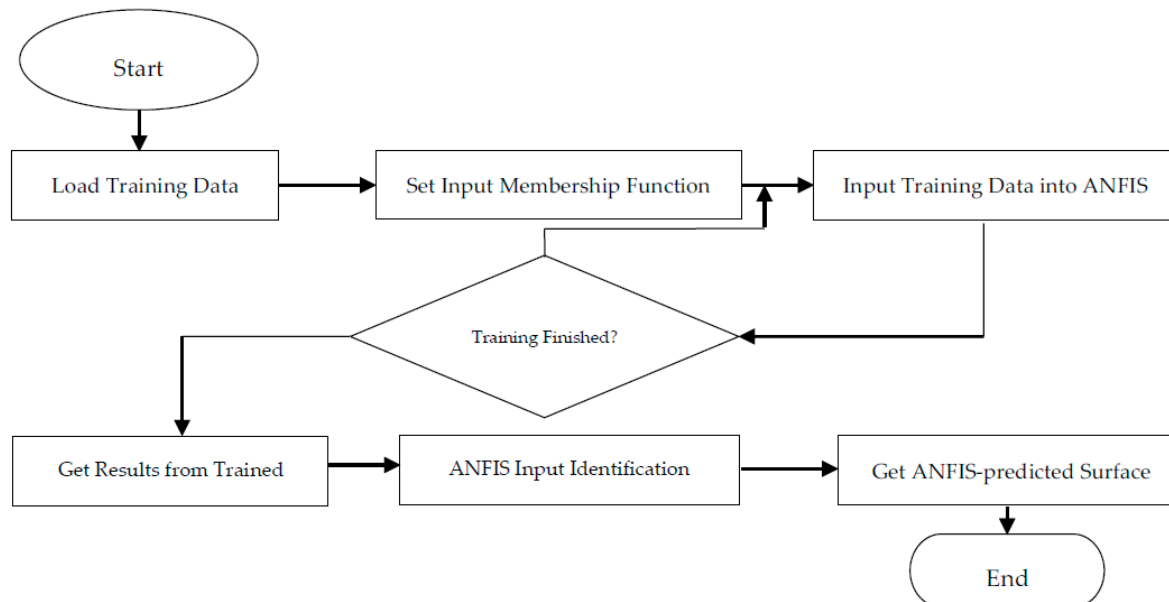 Start
Load Training Data
Set Input Membership Function
Input Training Data into ANFIS
Training Finished?
Get Results from Trained
ANFIS Input Identification
Get ANFIS-predicted Surface
End